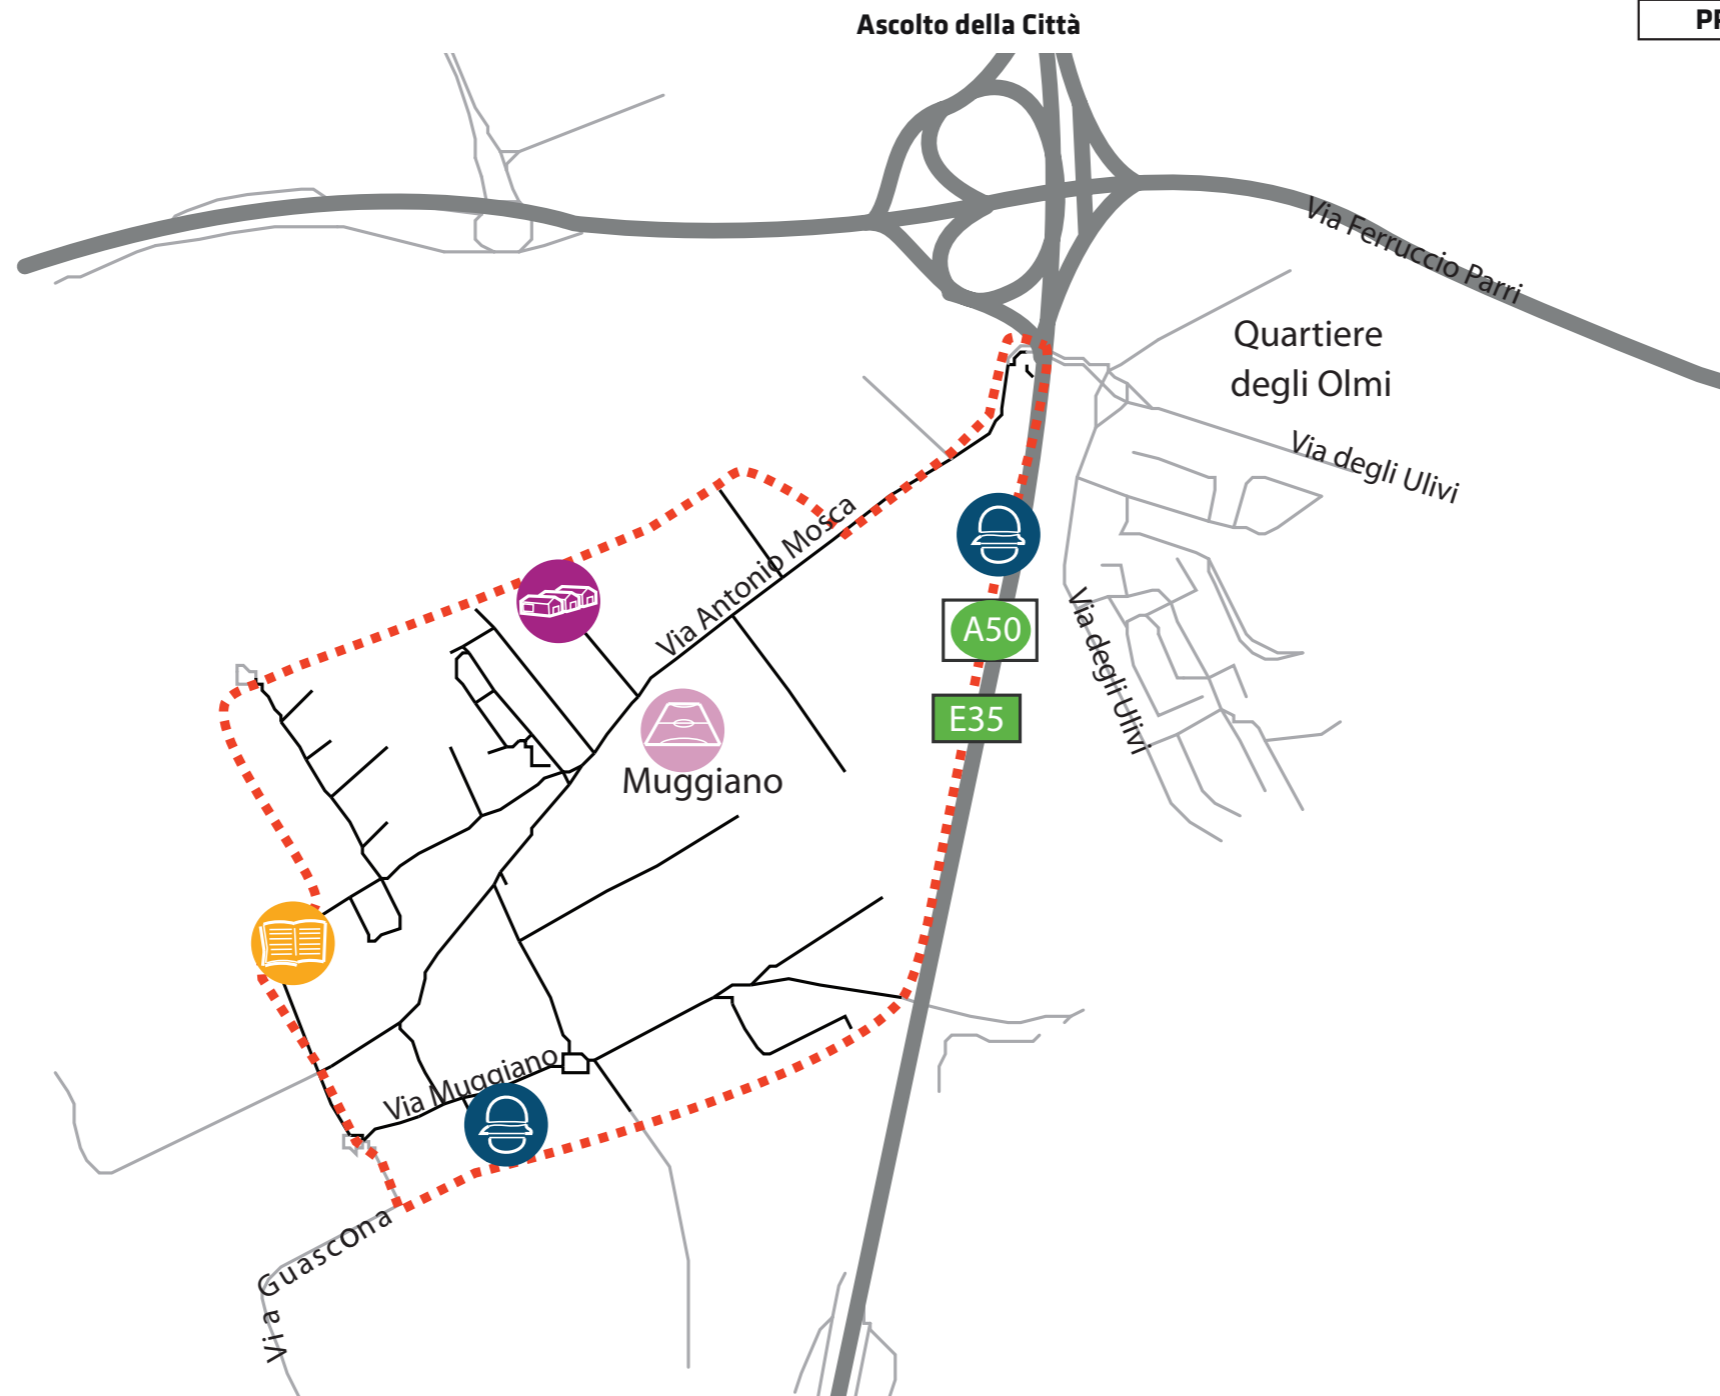 Ascolto della Città
Via Ferruccio Parri
Quartiere
degli Olmi
Via degli Ulivi
Via Antonio Mosca
A50
Via degli Ulivi
E35
Muggiano
Via Muggiano
Via Guascona